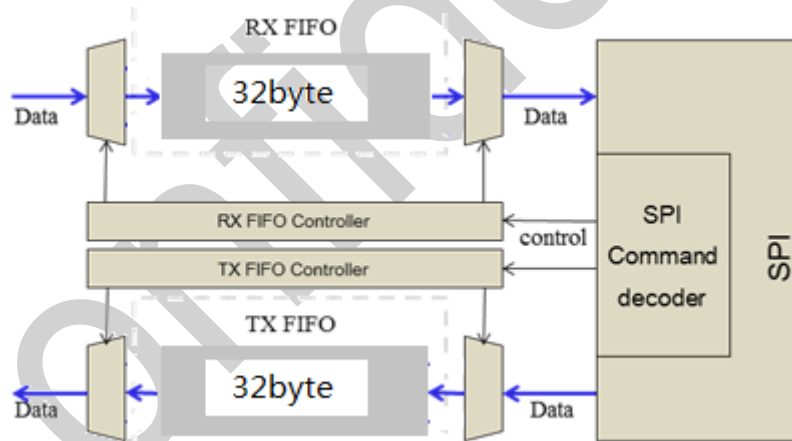 RX FIFO
32byte
Data
Data
RX FIFO Controller
control
TX FIFO Controller
SPI
Command
decoder
SPI
TX FIFO
32byte
Data
Data